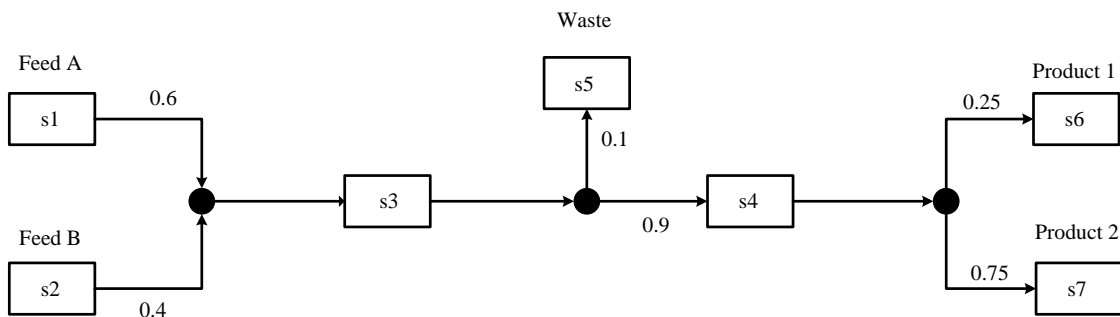 Waste
Feed A
s5
Product 1
0.6
0.25
s1
s6
0.1
s3
s4
0.9
Feed B
Product 2
0.75
s2
s7
0.4